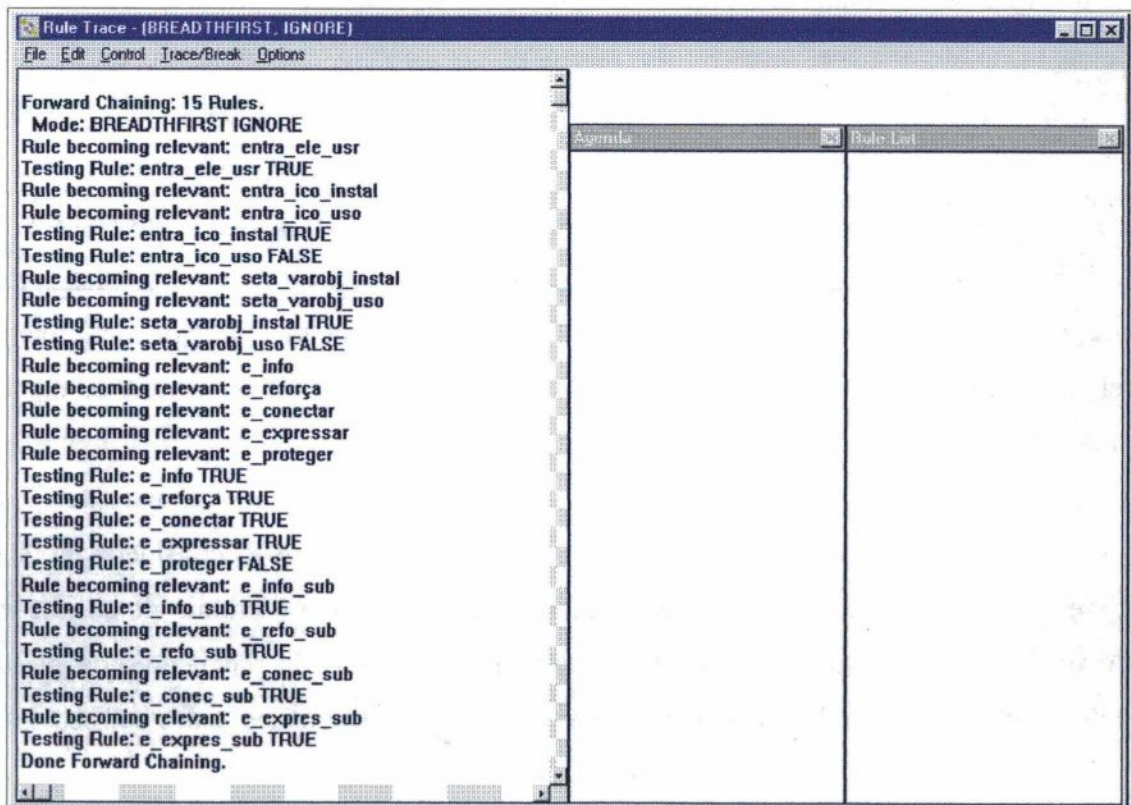 Rule Trace - (BREADTHFIRST, IGNORE)
File Edit Control Trace/Break Options
Forward Chaining: 15 Rules.
Mode: BREADTHFIRST IGNORE
Rule becoming relevant: entra_ele_usr
Testing Rule: entra_ele_usr TRUE
Rule becoming relevant: entra_ico_instal
Rule becoming relevant: entra_ico_uso
Testing Rule: entra_ico_instal TRUE
Testing Rule: entra_ico_uso FALSE
Rule becoming relevant: seta_varobj_instal
Rule becoming relevant: seta_varobj_uso
Testing Rule: seta_varobj_instal TRUE
Testing Rule: seta_varobj_uso FALSE
Rule becoming relevant: e_info
Rule becoming relevant: e_reforça
Rule becoming relevant: e_conectar
Rule becoming relevant: e_expressar
Rule becoming relevant: e_proteger
Testing Rule: e_info TRUE
Testing Rule: e_reforça TRUE
Testing Rule: e_conectar TRUE
Testing Rule: e_expressar TRUE
Testing Rule: e_proteger FALSE
Rule becoming relevant: e_info_sub
Testing Rule: e_info_sub TRUE
Rule becoming relevant: e_refo_sub
Testing Rule: e_refo_sub TRUE
Rule becoming relevant: e_conec_sub
Testing Rule: e_conec_sub TRUE
Rule becoming relevant: e_expres_sub
Testing Rule: e_expres_sub TRUE
Done Forward Chaining.
Agenda
Rule List